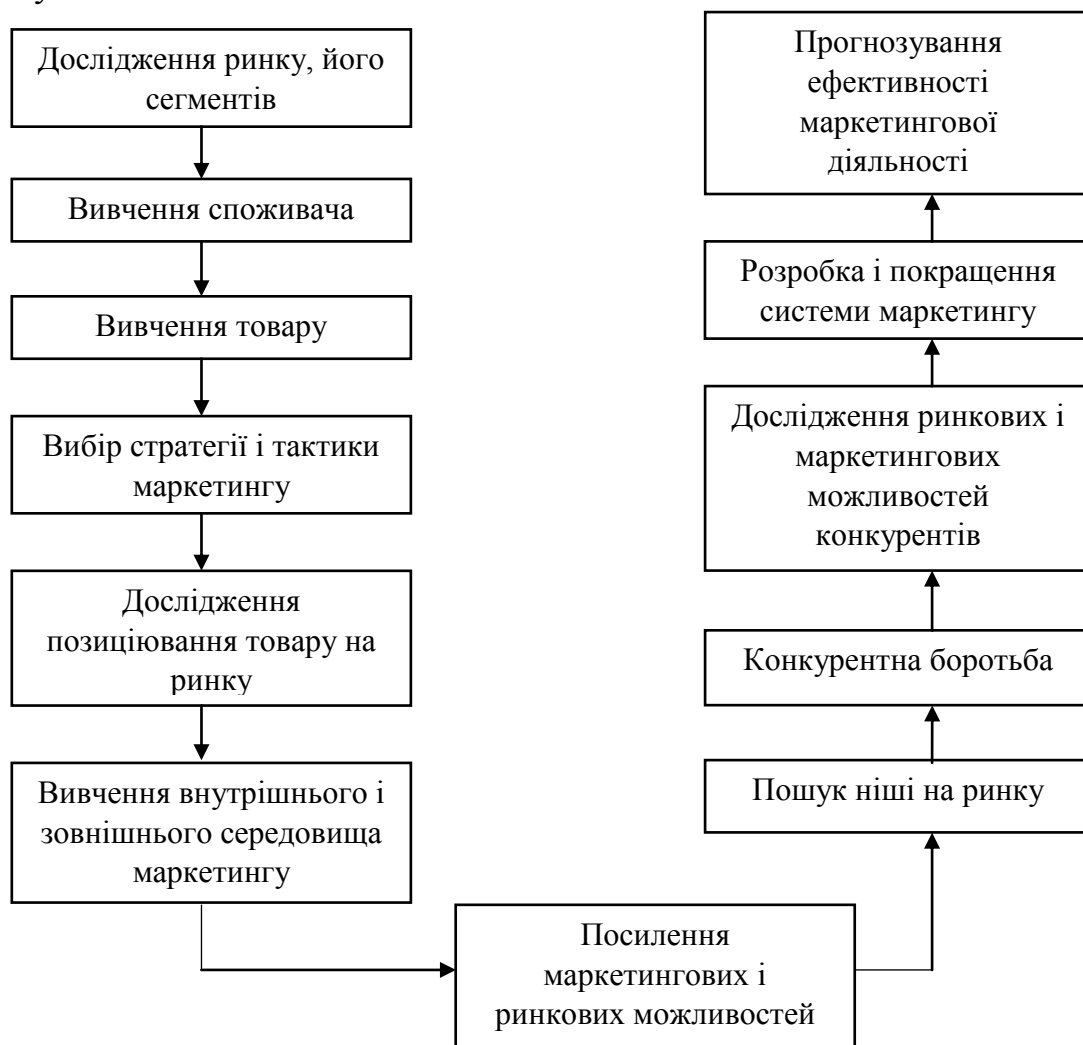 Дослідження ринку, його
сегментів
Вивчення споживача
Вивчення товару
Вибір стратегії і тактики
маркетингу
Дослідження
позиціювання товару на
ринку
Вивчення внутрішнього і
зовнішнього середовища
маркетингу
Посилення
маркетингових і
ринкових можливостей
Пошук ніші на ринку
Конкурентна боротьба
Дослідження ринкових і
маркетингових
можливостей
конкурентів
Розробка і покращення
системи маркетингу
Прогнозування
ефективності
маркетингової
діяльності